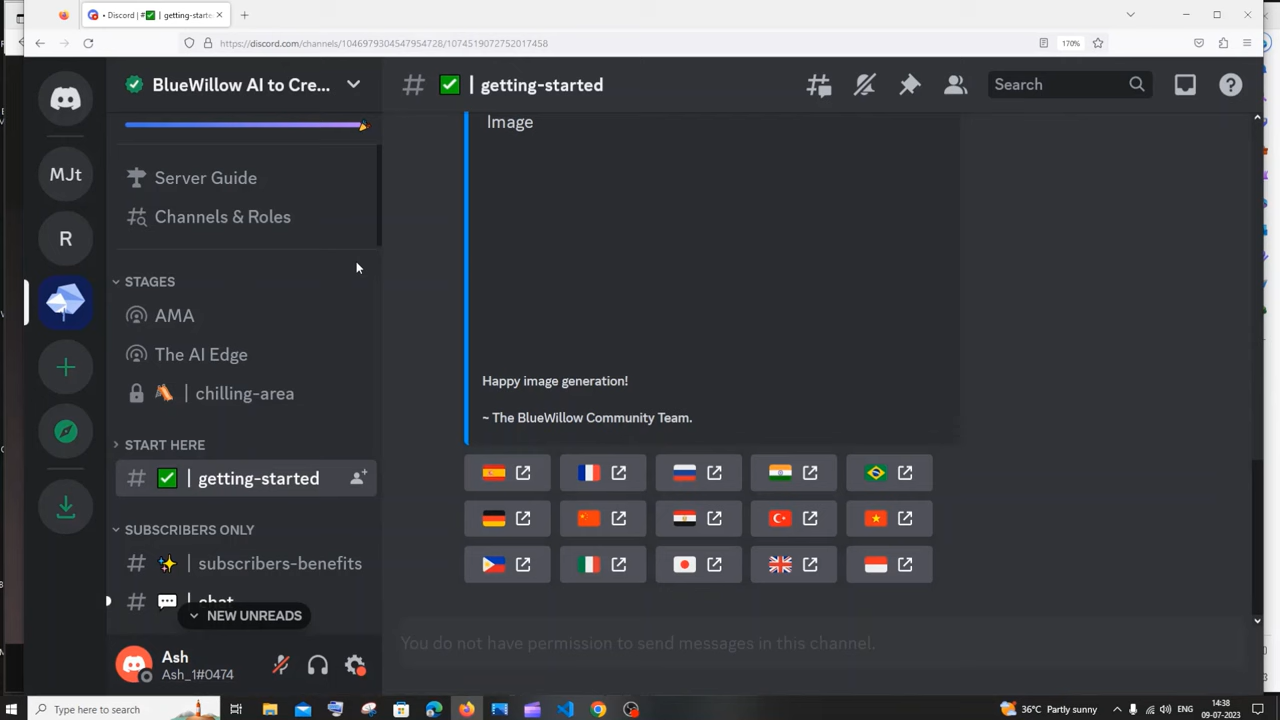 • Discord | #✅ | getting-starte
https://discord.com/channels/1046979304547954728/1074519072752017458
170%
BlueWillow AI to Cre...
# ✅ | getting-started
Search
Image
Server Guide
Channels & Roles
STAGES
AMA
The AI Edge
chilling-area
START HERE
# ✅ | getting-started
SUBSCRIBERS ONLY
# ✨ | subscribers-benefits
# 💬 | chat
NEW UNREADS
MJt
R
Happy image generation!
~ The BlueWillow Community Team.
You do not have permission to send messages in this channel.
Ash
Ash_1#0474
Type here to search
36°C Partly sunny
ENG
14:38
09-07-2023